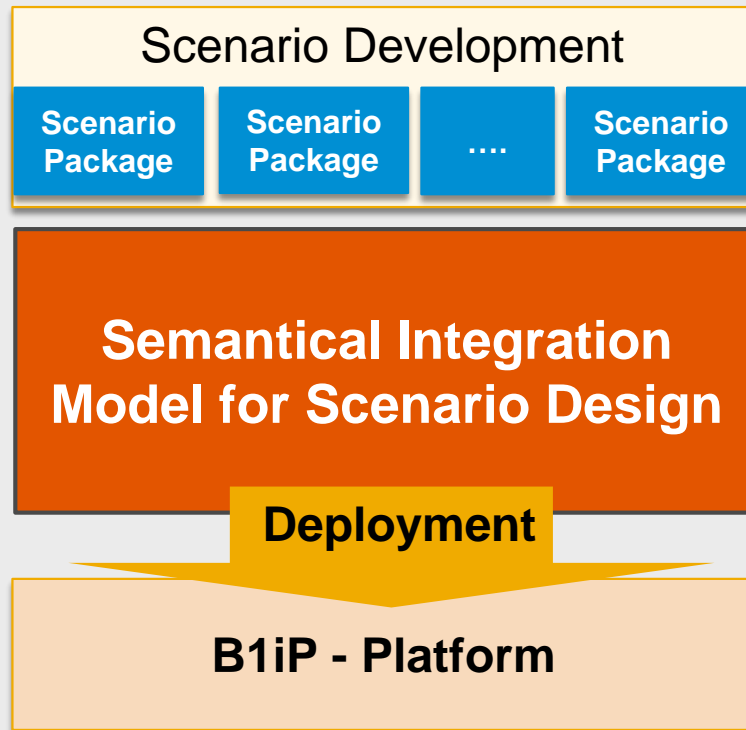 Scenario Development
Scenario
Package
Scenario
Package
....
Scenario
Package
Semantical Integration
Model for Scenario Design
Deployment
B1iP - Platform